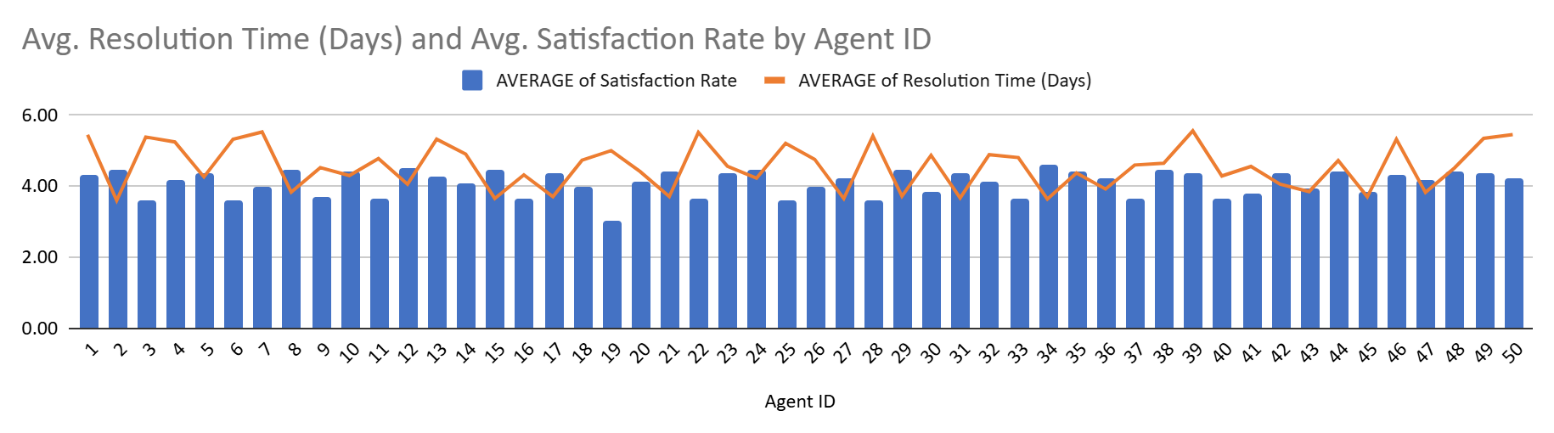 Avg. Resolution Time (Days) and Avg. Satisfaction Rate by Agent ID
AVERAGE of Satisfaction Rate AVERAGE of Resolution Time (Days)
6.00
4.00
2.00
0.00
1 2 3 4 5 6 7 8 9 10 11 12 13 14 15 16 17 18 19 20 21 22 23 24 25 26 27 28 29 30 31 32 33 34 35 36 37 38 39 40 41 42 43 44 45 46 47 48 49 50
Agent ID